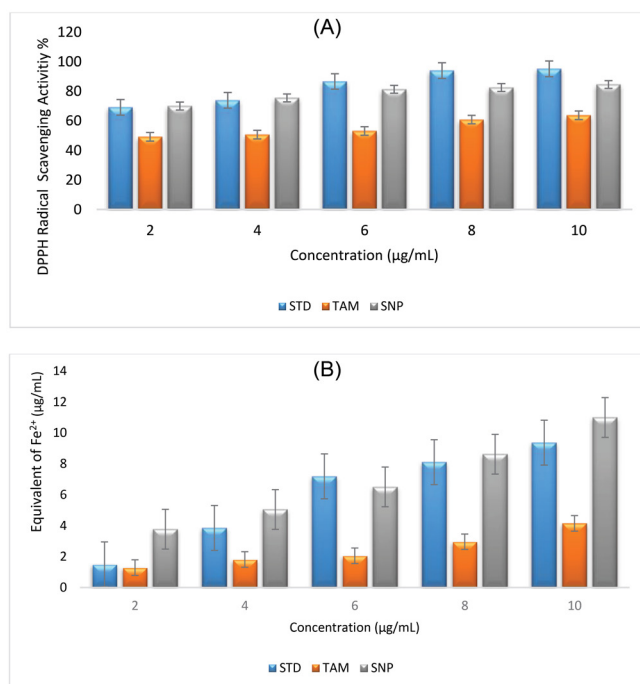 (A)
DPPH Radical Scavenging Activitiy %
120
100
80
60
40
20
0
2 4 6 8 10
Concentration (µg/mL)
STD TAM SNP
(B)
Equivalent of Fe²⁺ (µg/mL)
14
12
10
8
6
4
2
0
2 4 6 8 10
Concentration (µg/mL)
STD TAM SNP